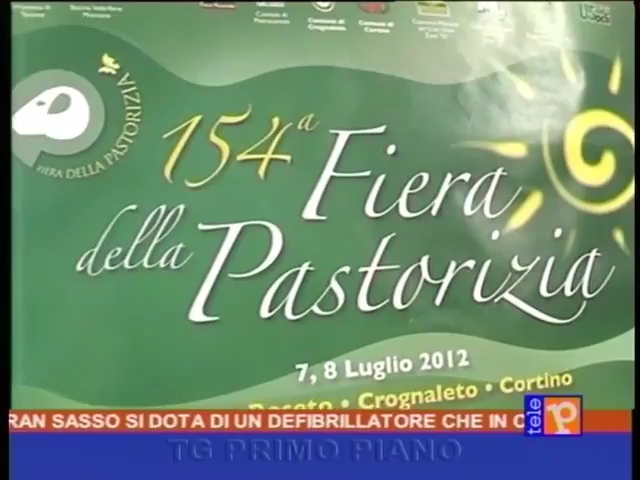 FIERA DELLA PASTORIZIA
154ª Fiera
della Pastorizia
7, 8 Luglio 2012
Roseto • Crognaleto • Cortino
RAN SASSO SI DOTA DI UN DEFIBRILLATORE CHE IN C
tele p
TG PRIMO PIANO